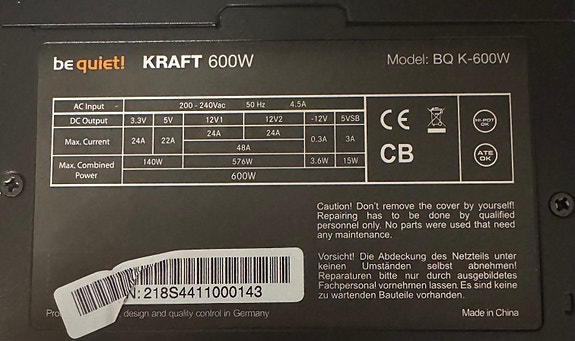 be quiet! KRAFT 600W Model: BQ K-600W
AC Input - 200 - 240Vac 50 Hz 4.5A
DC Output 3.3V 5V 12V1 12V2 -12V 5VSB
Max. Current 24A 22A 24A 24A 0.3A 3A
48A
Max. Combined Power 140W 576W 3.6W 15W
600W
CE
CB
HI-POT OK
ATE OK
Caution! Don't remove the cover by yourself!
Repairing has to be done by qualified
personnel only. No parts were used that need
any maintenance.
Vorsicht! Die Abdeckung des Netzteils unter
keinen Umständen selbst abnehmen!
Reparaturen bitte nur durch ausgebildetes
Fachpersonal vornehmen lassen. Es sind keine
zu wartenden Bauteile vorhanden.
N: 218S4411000143
design and quality control in Germany
Made in China